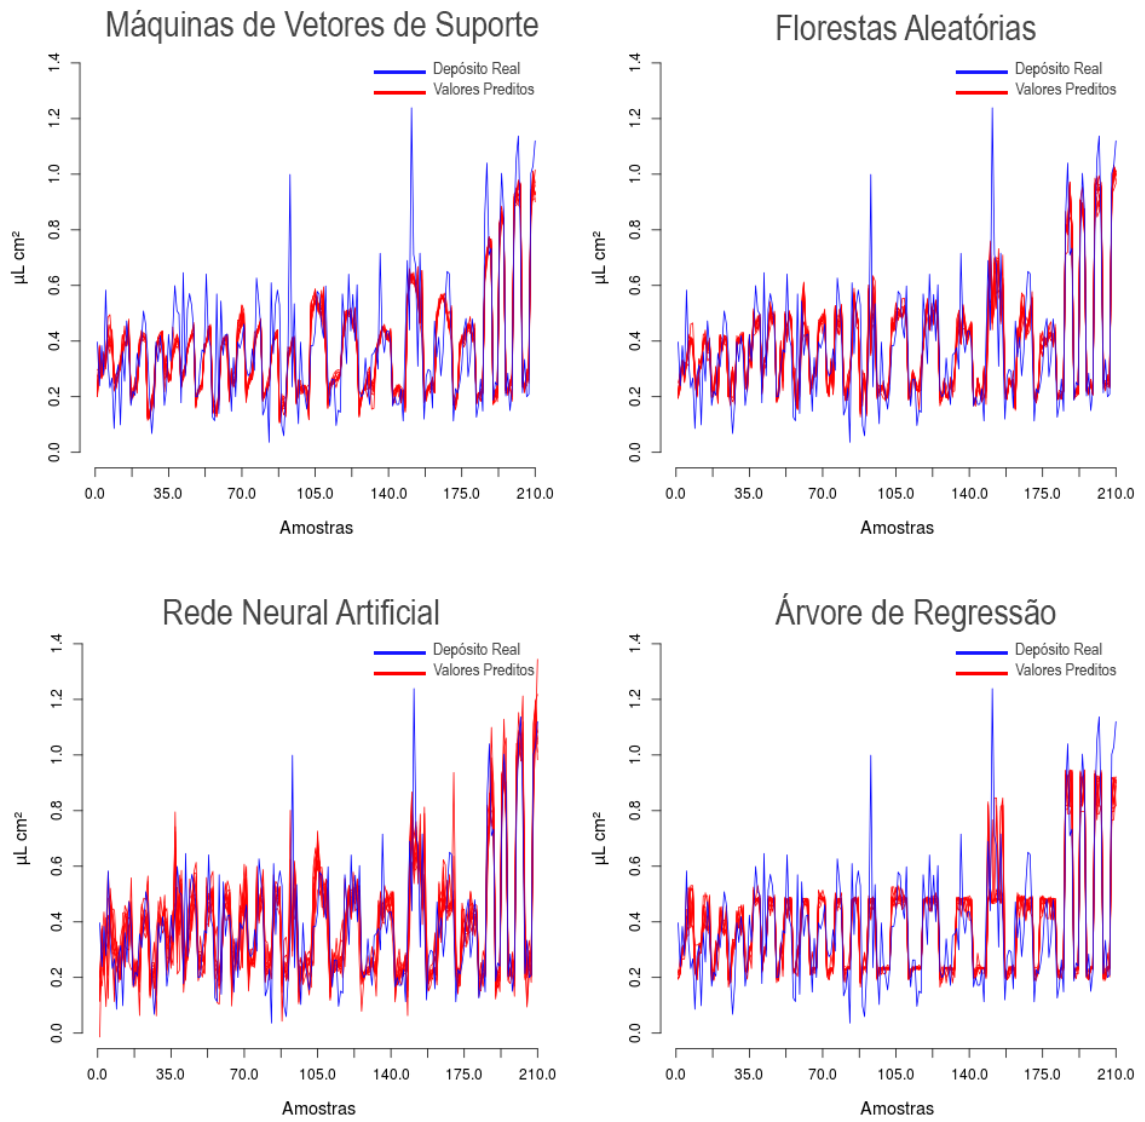 Máquinas de Vetores de Suporte
Depósito Real
Valores Preditos
1.4
1.2
1.0
0.8
0.6
0.4
0.2
0.0
µL cm²
0.0 35.0 70.0 105.0 140.0 175.0 210.0
Amostras
Florestas Aleatórias
Depósito Real
Valores Preditos
1.4
1.2
1.0
0.8
0.6
0.4
0.2
0.0
µL cm²
0.0 35.0 70.0 105.0 140.0 175.0 210.0
Amostras
Rede Neural Artificial
Depósito Real
Valores Preditos
1.4
1.2
1.0
0.8
0.6
0.4
0.2
0.0
µL cm²
0.0 35.0 70.0 105.0 140.0 175.0 210.0
Amostras
Árvore de Regressão
Depósito Real
Valores Preditos
1.4
1.2
1.0
0.8
0.6
0.4
0.2
0.0
µL cm²
0.0 35.0 70.0 105.0 140.0 175.0 210.0
Amostras